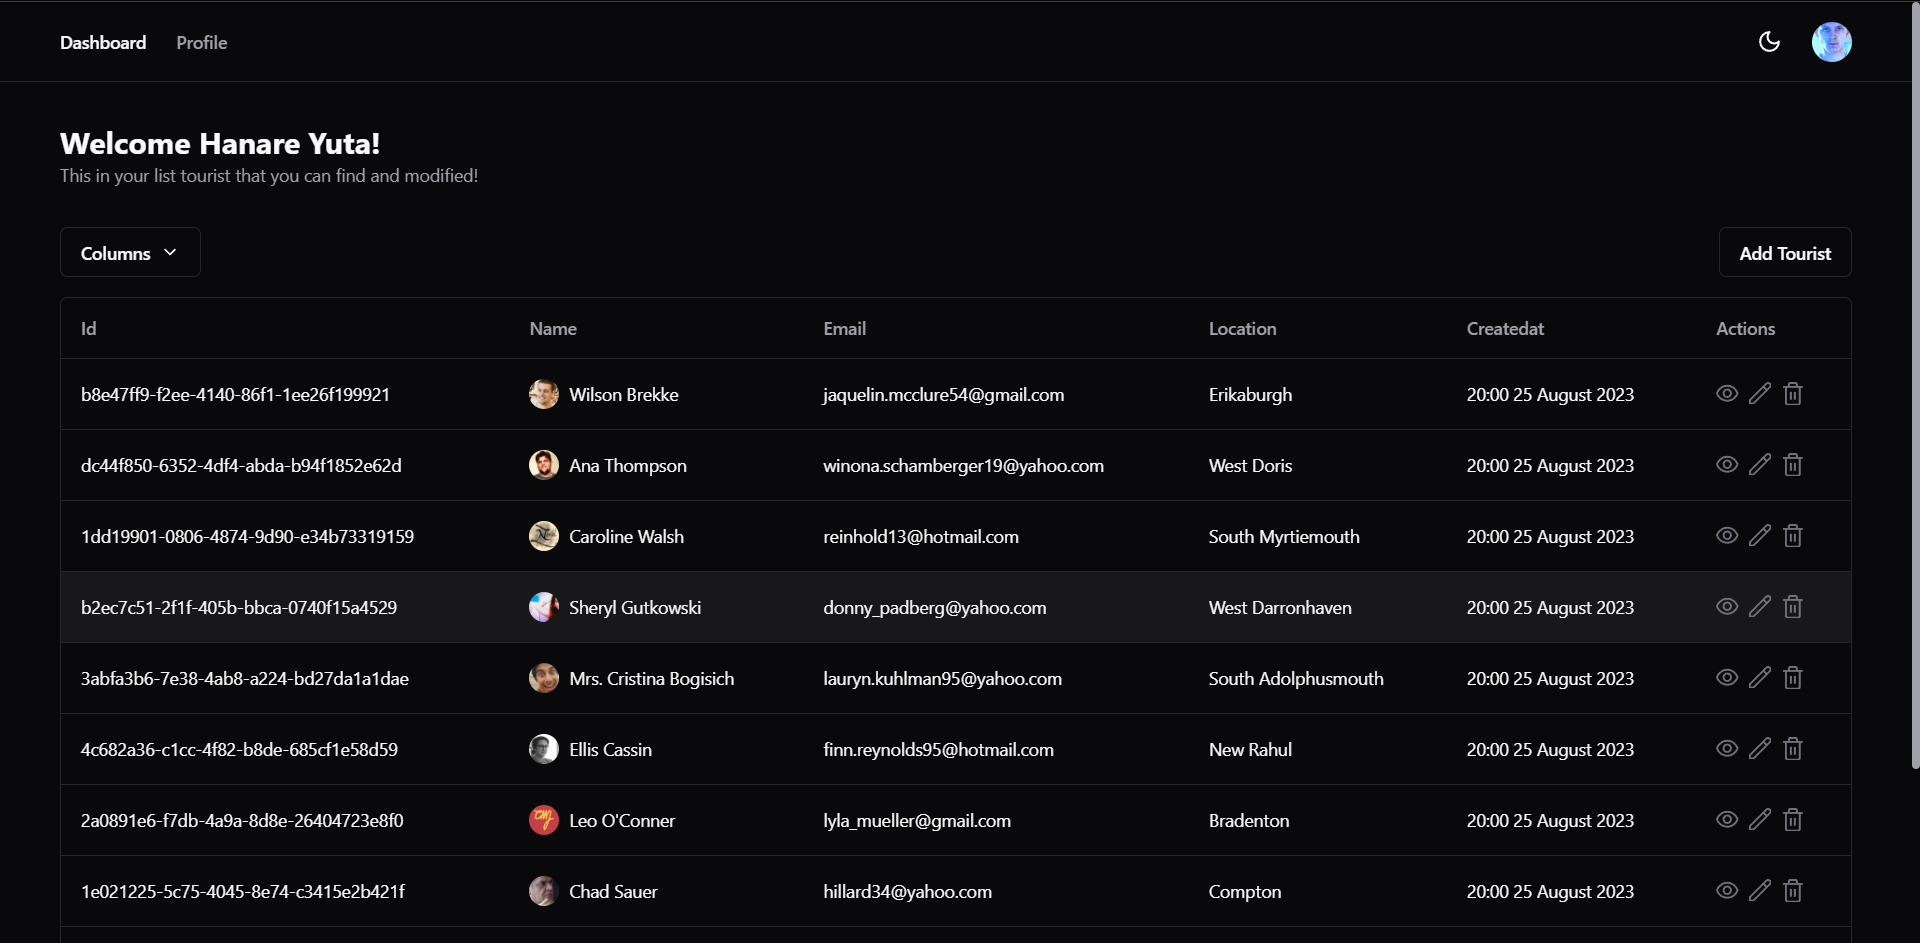 Dashboard Profile
Welcome Hanare Yuta!
This in your list tourist that you can find and modified!
Columns Add Tourist
Id Name Email Location Createdat Actions
b8e47ff9-f2ee-4140-86f1-1ee26f199921 Wilson Brekke jaquelin.mcclure54@gmail.com Erikaburgh 20:00 25 August 2023
dc44f850-6352-4df4-abda-b94f1852e62d Ana Thompson winona.schamberger19@yahoo.com West Doris 20:00 25 August 2023
1dd19901-0806-4874-9d90-e34b73319159 Caroline Walsh reinhold13@hotmail.com South Myrtiemouth 20:00 25 August 2023
b2ec7c51-2f1f-405b-bbca-0740f15a4529 Sheryl Gutkowski donny_padberg@yahoo.com West Darronhaven 20:00 25 August 2023
3abfa3b6-7e38-4ab8-a224-bd27da1a1dae Mrs. Cristina Bogisich lauryn.kuhlman95@yahoo.com South Adolphusmouth 20:00 25 August 2023
4c682a36-c1cc-4f82-b8de-685cf1e58d59 Ellis Cassin finn.reynolds95@hotmail.com New Rahul 20:00 25 August 2023
2a0891e6-f7db-4a9a-8d8e-26404723e8f0 Leo O'Conner lyla_mueller@gmail.com Bradenton 20:00 25 August 2023
1e021225-5c75-4045-8e74-c3415e2b421f Chad Sauer hillard34@yahoo.com Compton 20:00 25 August 2023